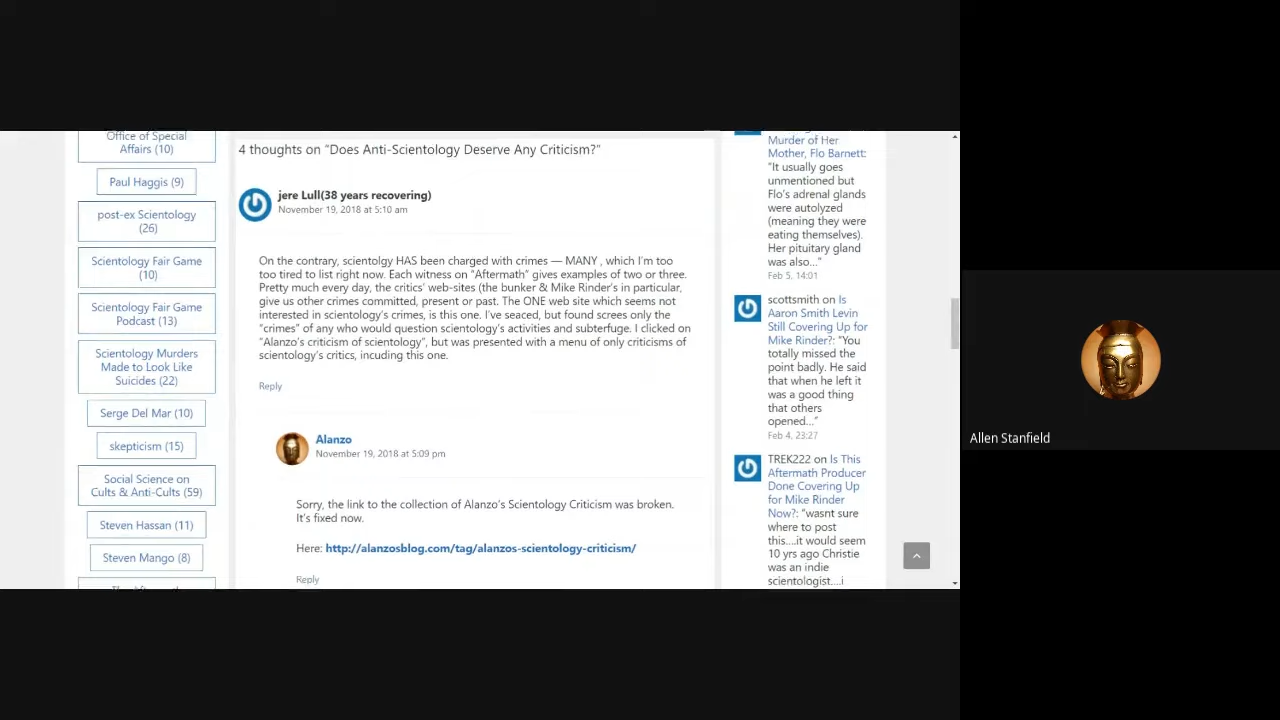 Office of Special
Affairs (10)
Paul Haggis (9)
post-ex Scientology
(26)
Scientology Fair Game
(10)
Scientology Fair Game
Podcast (13)
Scientology Murders
Made to Look Like
Suicides (22)
Serge Del Mar (10)
skepticism (15)
Social Science on
Cults & Anti-Cults (59)
Steven Hassan (11)
Steven Mango (8)
4 thoughts on “Does Anti-Scientology Deserve Any Criticism?”
jere Lull(38 years recovering)
November 19, 2018 at 5:10 am
On the contrary, scientolgy HAS been charged with crimes — MANY , which I’m too
too tired to list right now. Each witness on “Aftermath” gives examples of two or three.
Pretty much every day, the critics’ web-sites (the bunker & Mike Rinder’s in particular,
give us other crimes committed, present or past. The ONE web site which seems not
interested in scientology’s crimes, is this one. I’ve seaced, but found screes only the
“crimes” of any who would question scientology’s activities and subterfuge. I clicked on
“Alanzo’s criticism of scientology”, but was presented with a menu of only criticisms of
scientology’s critics, incuding this one.
Reply
Alanzo
November 19, 2018 at 5:09 pm
Sorry, the link to the collection of Alanzo’s Scientology Criticism was broken.
It’s fixed now.
Here: http://alanzosblog.com/tag/alanzos-scientology-criticism/
Reply
Murder of Her
Mother, Flo Barnett:
“It usually goes
unmentioned but
Flo’s adrenal glands
were autolyzed
(meaning they were
eating themselves).
Her pituitary gland
was also...”
Feb 5, 14:01
scottsmith on Is
Aaron Smith Levin
Still Covering Up for
Mike Rinder?: “You
totally missed the
point badly. He said
that when he left it
was a good thing
that others
opened...”
Feb 4, 23:27
TREK222 on Is This
Aftermath Producer
Done Covering Up
for Mike Rinder
Now?: “wasnt sure
where to post
this....it would seem
10 yrs ago Christie
was an indie
scientologist....i
Allen Stanfield